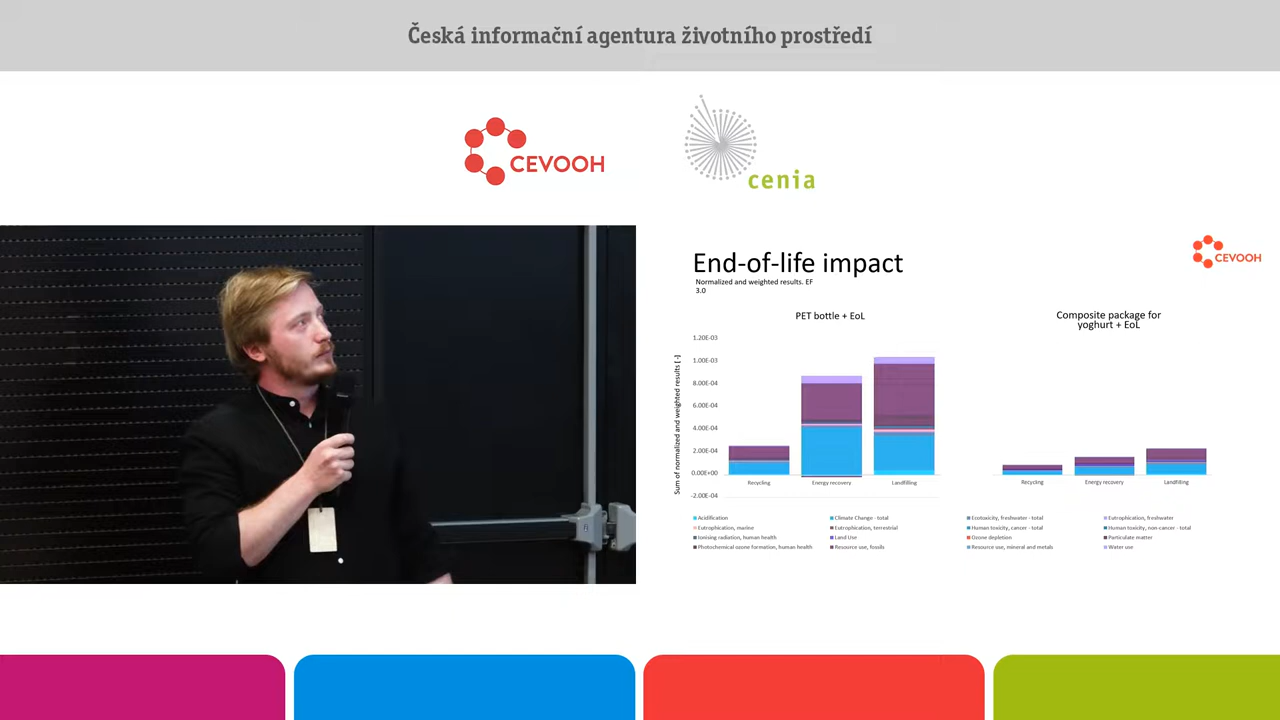 Česká informační agentura životního prostředí
CEVOOH
cenia
CEVOOH
End-of-life impact
Normalized and weighted results. EF
3.0
PET bottle + EoL
Composite package for
yoghurt + EoL
Sum of normalized and weighted results [-]
1.20E-03
1.00E-03
8.00E-04
6.00E-04
4.00E-04
2.00E-04
0.00E+00
-2.00E-04
Recycling
Energy recovery
Landfilling
Recycling
Energy recovery
Landfilling
Acidification
Climate Change - total
Ecotoxicity, freshwater - total
Eutrophication, freshwater
Eutrophication, marine
Eutrophication, terrestrial
Human toxicity, cancer - total
Human toxicity, non-cancer - total
Ionising radiation, human health
Land Use
Ozone depletion
Particulate matter
Photochemical ozone formation, human health
Resource use, fossils
Resource use, mineral and metals
Water use